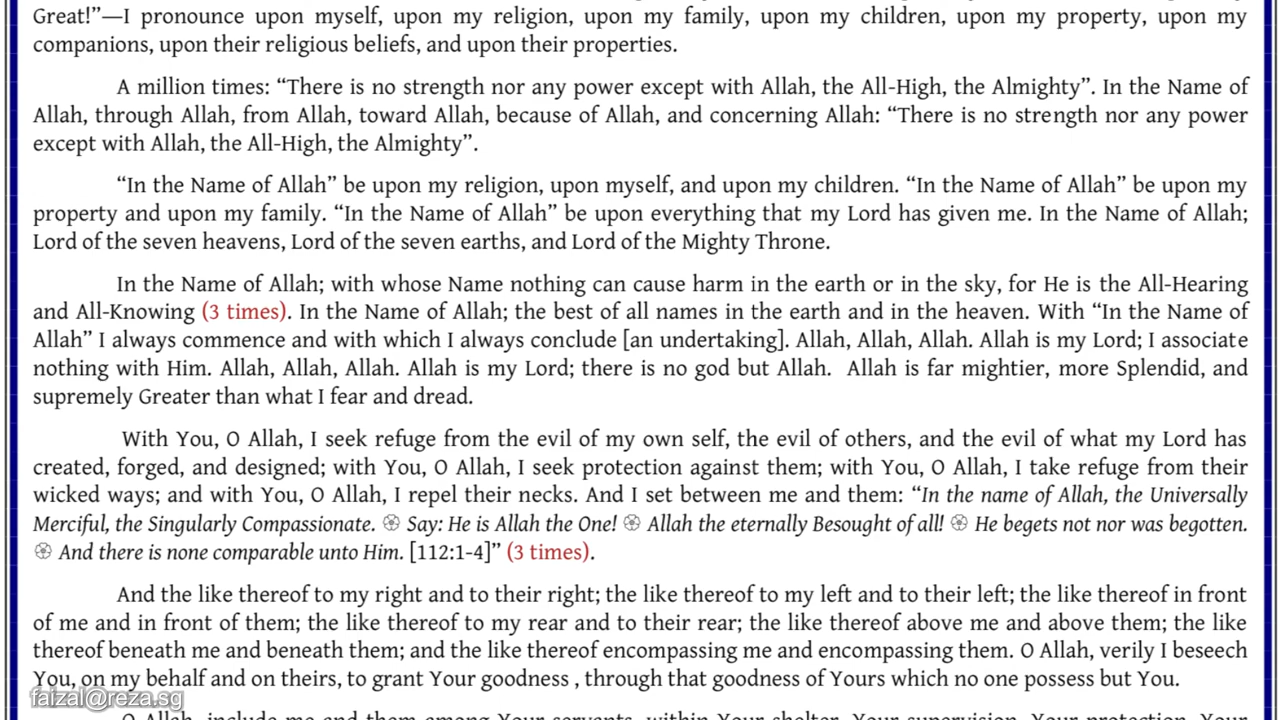 Great!”—I pronounce upon myself, upon my religion, upon my family, upon my children, upon my property, upon my
companions, upon their religious beliefs, and upon their properties.
A million times: “There is no strength nor any power except with Allah, the All-High, the Almighty”. In the Name of
Allah, through Allah, from Allah, toward Allah, because of Allah, and concerning Allah: “There is no strength nor any power
except with Allah, the All-High, the Almighty”.
“In the Name of Allah” be upon my religion, upon myself, and upon my children. “In the Name of Allah” be upon my
property and upon my family. “In the Name of Allah” be upon everything that my Lord has given me. In the Name of Allah;
Lord of the seven heavens, Lord of the seven earths, and Lord of the Mighty Throne.
In the Name of Allah; with whose Name nothing can cause harm in the earth or in the sky, for He is the All-Hearing
and All-Knowing (3 times). In the Name of Allah; the best of all names in the earth and in the heaven. With “In the Name of
Allah” I always commence and with which I always conclude [an undertaking]. Allah, Allah, Allah. Allah is my Lord; I associate
nothing with Him. Allah, Allah, Allah. Allah is my Lord; there is no god but Allah. Allah is far mightier, more Splendid, and
supremely Greater than what I fear and dread.
With You, O Allah, I seek refuge from the evil of my own self, the evil of others, and the evil of what my Lord has
created, forged, and designed; with You, O Allah, I seek protection against them; with You, O Allah, I take refuge from their
wicked ways; and with You, O Allah, I repel their necks. And I set between me and them: “In the name of Allah, the Universally
Merciful, the Singularly Compassionate. ֍ Say: He is Allah the One! ֍ Allah the eternally Besought of all! ֍ He begets not nor was begotten.
֍ And there is none comparable unto Him. [112:1-4]” (3 times).
And the like thereof to my right and to their right; the like thereof to my left and to their left; the like thereof in front
of me and in front of them; the like thereof to my rear and to their rear; the like thereof above me and above them; the like
thereof beneath me and beneath them; and the like thereof encompassing me and encompassing them. O Allah, verily I beseech
You, on my behalf and on theirs, to grant Your goodness , through that goodness of Yours which no one possess but You.
faizal@reza.sg
O Allah, include me and them among Your servants, within Your shelter, Your supervision, Your protection, Your